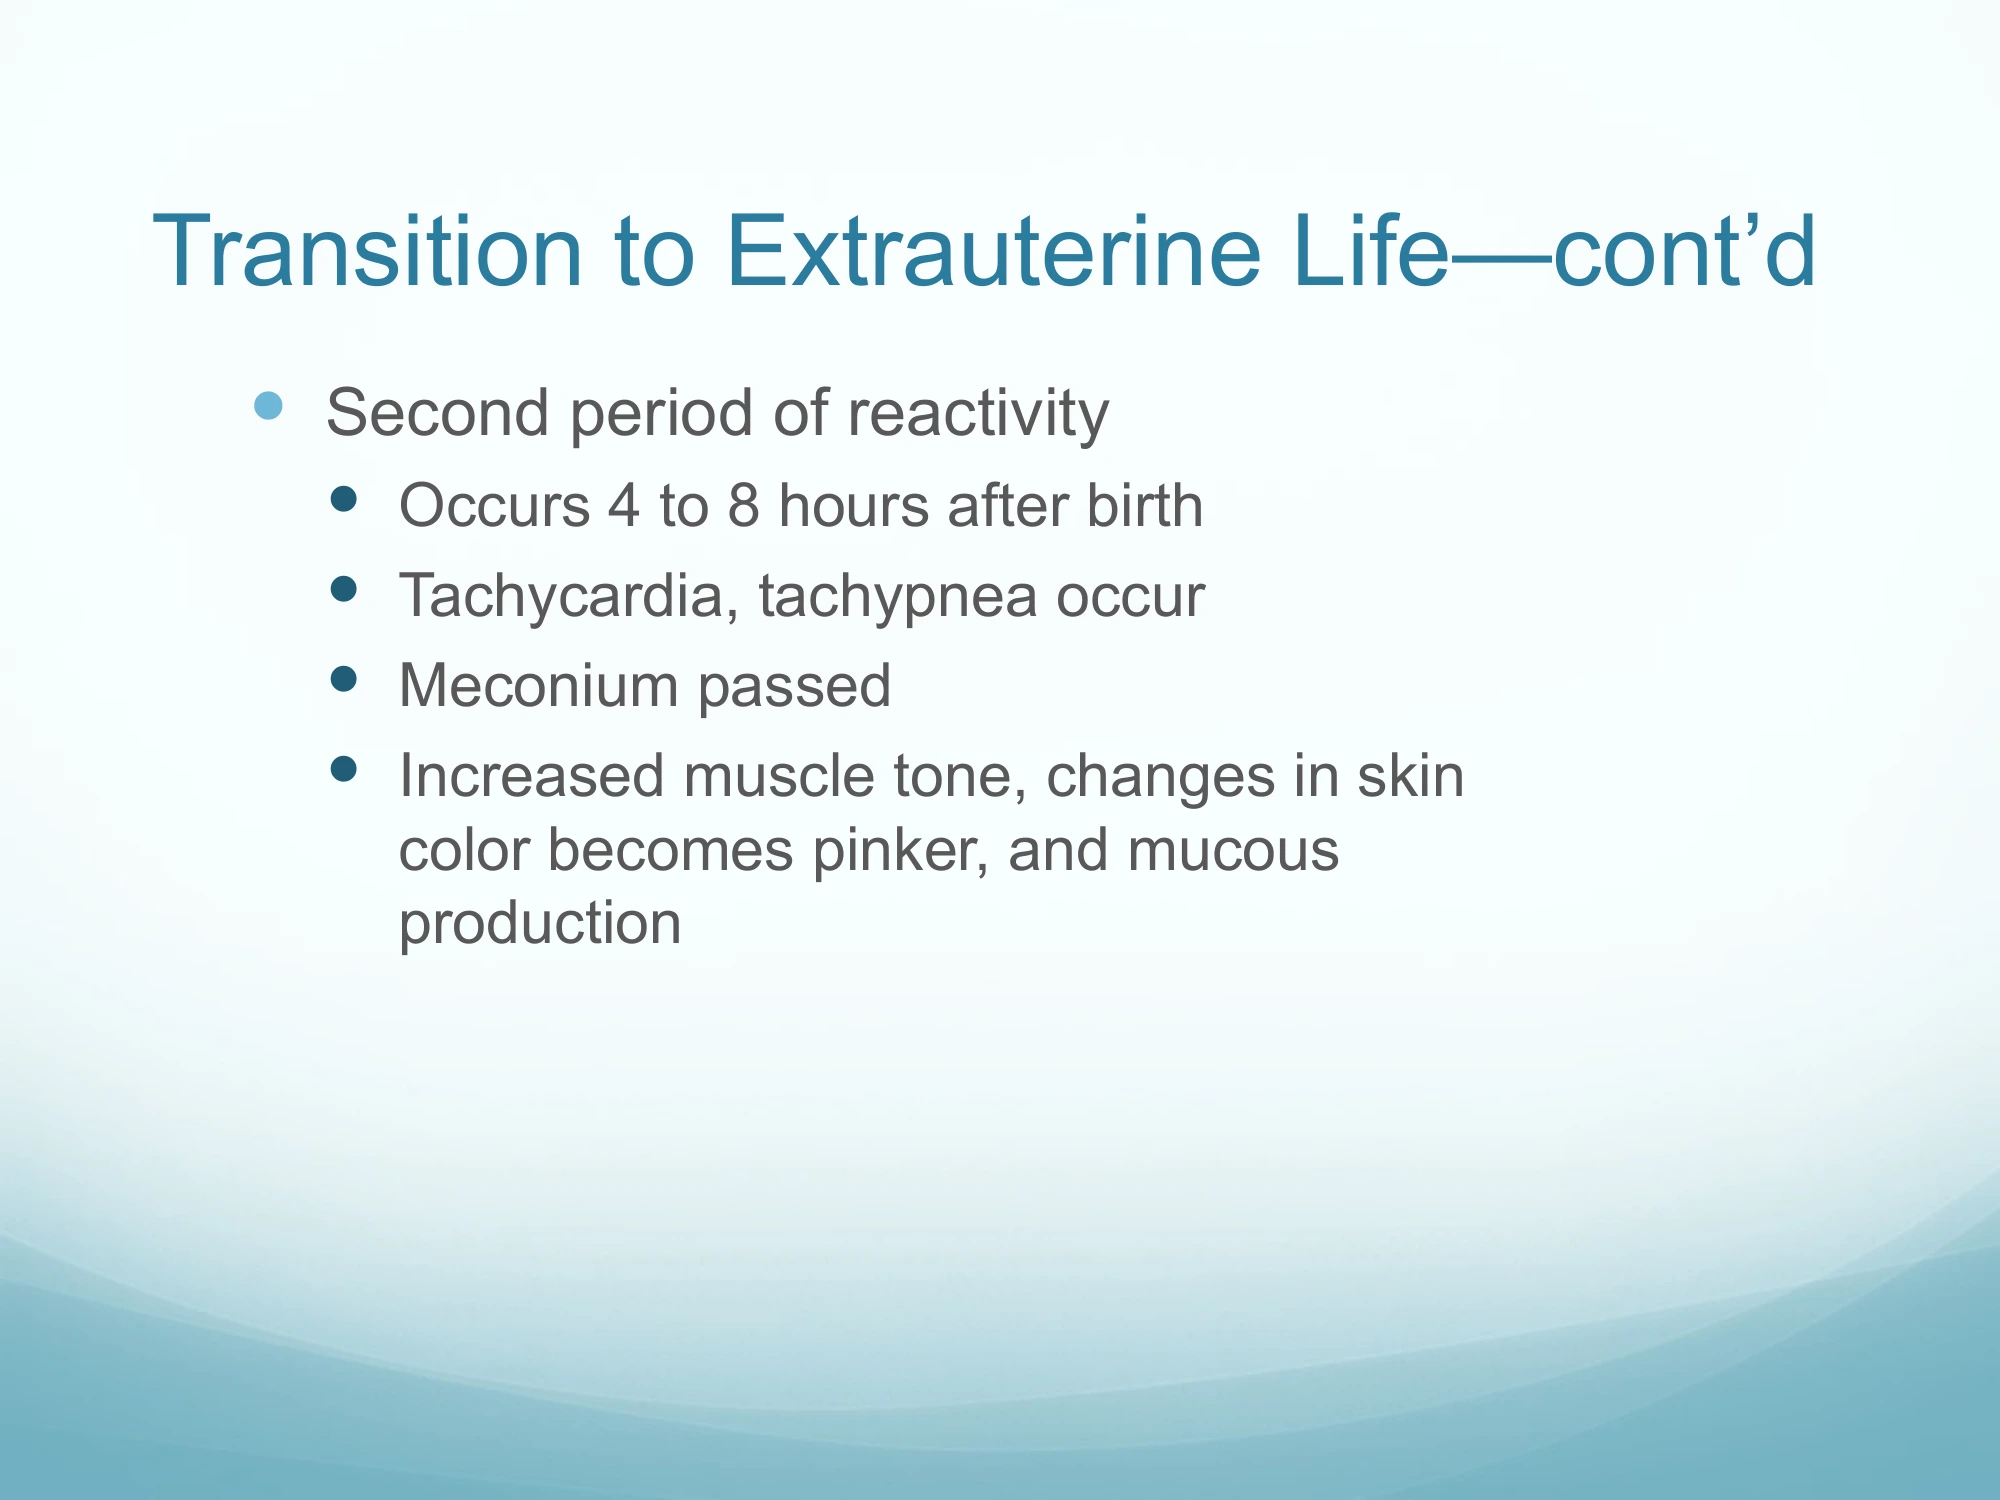 Transition to Extrauterine Life—cont’d
Second period of reactivity
Occurs 4 to 8 hours after birth
Tachycardia, tachypnea occur
Meconium passed
Increased muscle tone, changes in skin
color becomes pinker, and mucous
production